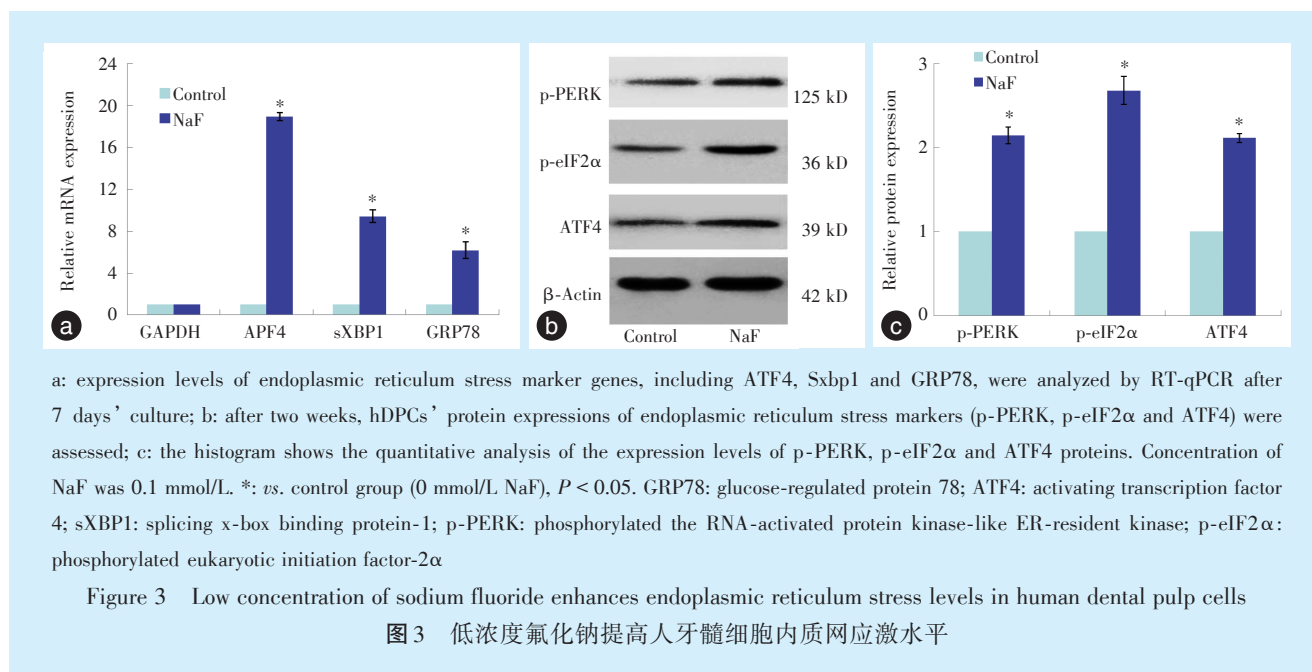 24
20
16
12
8
4
0
Relative mRNA expression
Control
NaF
*
*
*
GAPDH APF4 sXBP1 GRP78
a
p-PERK 125 kD
p-eIF2α 36 kD
ATF4 39 kD
β-Actin 42 kD
Control NaF
b
3
2
1
0
Relative protein expression
Control
NaF
*
*
*
p-PERK p-eIF2α ATF4
c
a: expression levels of endoplasmic reticulum stress marker genes, including ATF4, Sxbp1 and GRP78, were analyzed by RT-qPCR after
7 days’ culture; b: after two weeks, hDPCs’ protein expressions of endoplasmic reticulum stress markers (p-PERK, p-eIF2α and ATF4) were
assessed; c: the histogram shows the quantitative analysis of the expression levels of p-PERK, p-eIF2α and ATF4 proteins. Concentration of
NaF was 0.1 mmol/L. *: vs. control group (0 mmol/L NaF), P < 0.05. GRP78: glucose-regulated protein 78; ATF4: activating transcription factor
4; sXBP1: splicing x-box binding protein-1; p-PERK: phosphorylated the RNA-activated protein kinase-like ER-resident kinase; p-eIF2α:
phosphorylated eukaryotic initiation factor-2α
Figure 3 Low concentration of sodium fluoride enhances endoplasmic reticulum stress levels in human dental pulp cells
图3 低浓度氟化钠提高人牙髓细胞内质网应激水平